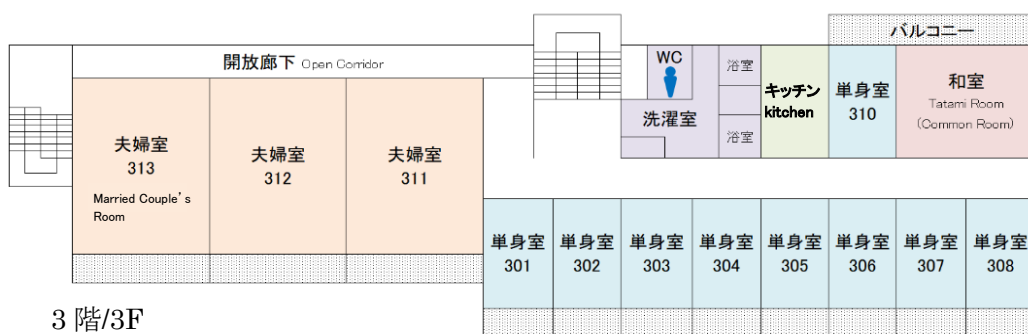 バルコニー
開放廊下 Open Corridor
WC
浴室
キッチン
kitchen
単身室
310
和室
Tatami Room
(Common Room)
洗濯室
浴室
夫婦室
313
Married Couple's
Room
夫婦室
312
夫婦室
311
単身室
301
単身室
302
単身室
303
単身室
304
単身室
305
単身室
306
単身室
307
単身室
308
3 階/3F